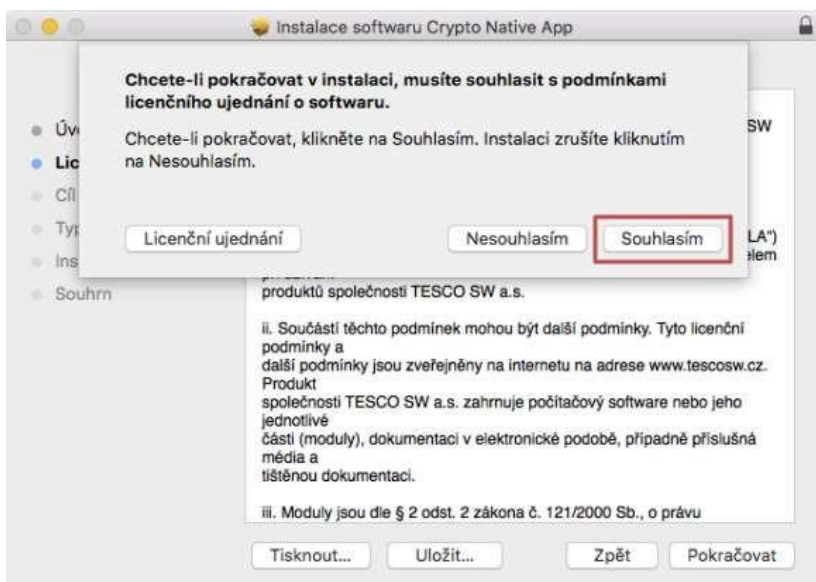 Instalace softwaru Crypto Native App
Chcete-li pokračovat v instalaci, musíte souhlasit s podmínkami
licenčního ujednání o softwaru.
Chcete-li pokračovat, klikněte na Souhlasím. Instalaci zrušíte kliknutím
na Nesouhlasím.
Licenční ujednání
Nesouhlasím
Souhlasím
Úv
Lic
Cíl
Typ
Ins
Souhrn
SW
LA")
elem
produktů společnosti TESCO SW a.s.
ii. Součástí těchto podmínek mohou být další podmínky. Tyto licenční
podmínky a
další podmínky jsou zveřejněny na internetu na adrese www.tescosw.cz.
Produkt
společnosti TESCO SW a.s. zahrnuje počítačový software nebo jeho
jednotlivé
části (moduly), dokumentaci v elektronické podobě, případně příslušná
média a
tištěnou dokumentaci.
iii. Moduly jsou dle § 2 odst. 2 zákona č. 121/2000 Sb., o právu
Tisknout...
Uložit...
Zpět
Pokračovat